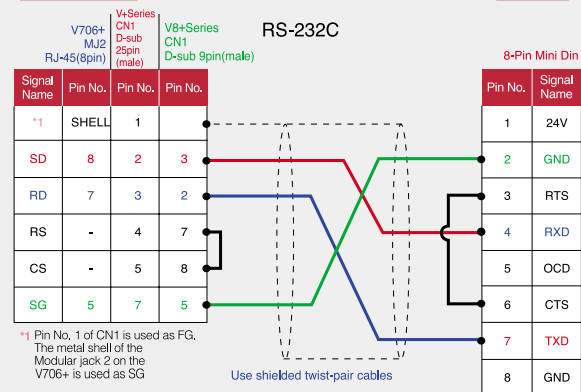 RS-232C
V706+
MJ2
RJ-45(8pin)
V+Series
CN1
D-sub
25pin
(male)
V8+Series
CN1
D-sub 9pin(male)
8-Pin Mini Din
Signal Name Pin No. Pin No. Pin No.
*1 SHELL 1
SD 8 2 3
RD 7 3 2
RS - 4 7
CS - 5 8
SG 5 7 5
Pin No. Signal Name
1 24V
2 GND
3 RTS
4 RXD
5 OCD
6 CTS
7 TXD
8 GND
*1 Pin No. 1 of CN1 is used as FG.
The metal shell of the
Modular jack 2 on the
V706+ is used as SG
Use shielded twist-pair cables